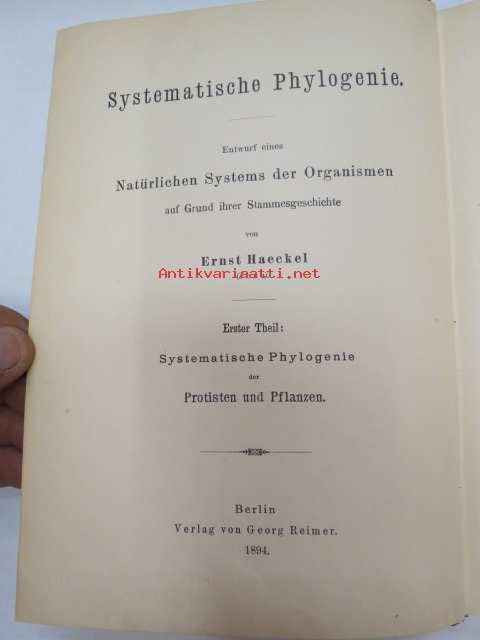 Systematische Phylogenie.
Entwurf eines
Natürlichen Systems der Organismen
auf Grund ihrer Stammesgeschichte
von
Ernst Haeckel
Antikvariaatti.net
Erster Theil:
Systematische Phylogenie
der
Protisten und Pflanzen.
Berlin
Verlag von Georg Reimer.
1894.